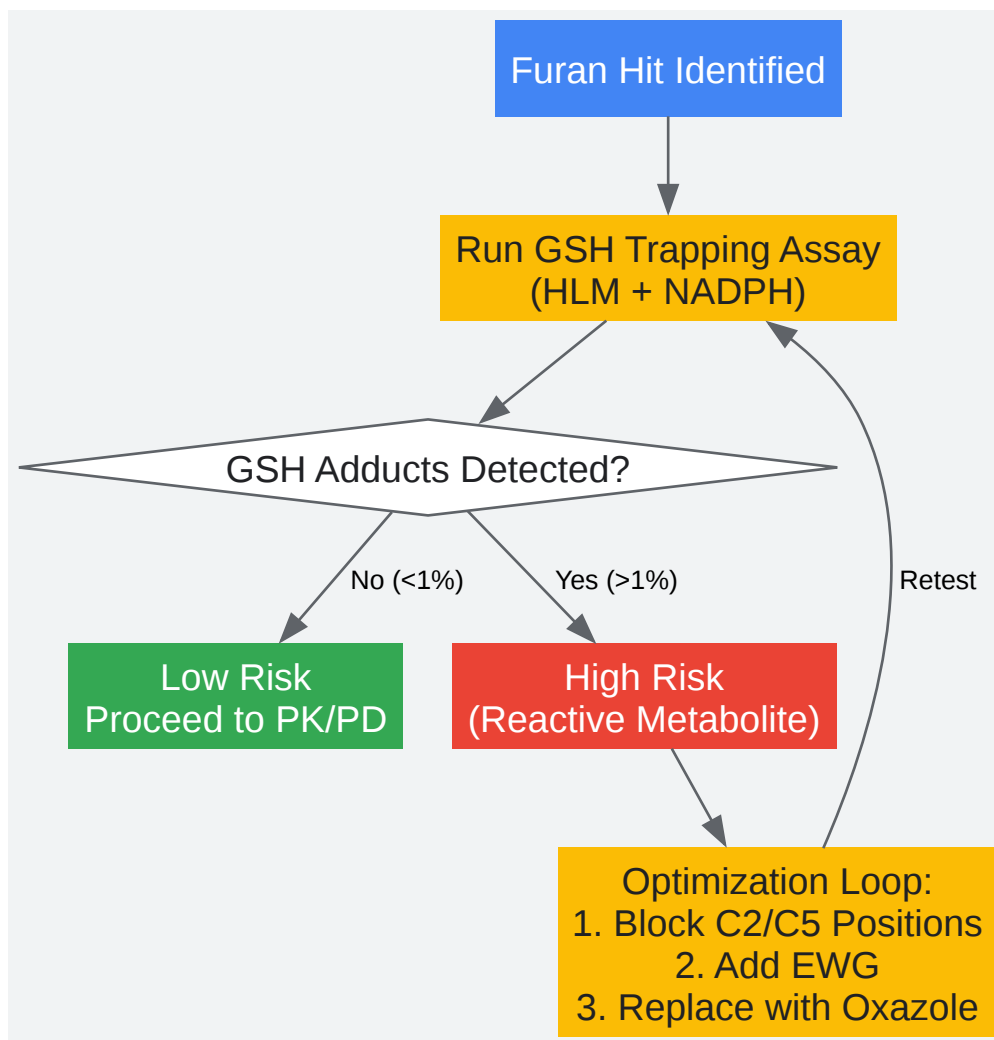 Furan Hit Identified
Run GSH Trapping Assay
(HLM + NADPH)
GSH Adducts Detected?
No (<1%)
Yes (>1%)
Retest
Low Risk
Proceed to PK/PD
High Risk
(Reactive Metabolite)
Optimization Loop:
1. Block C2/C5 Positions
2. Add EWG
3. Replace with Oxazole